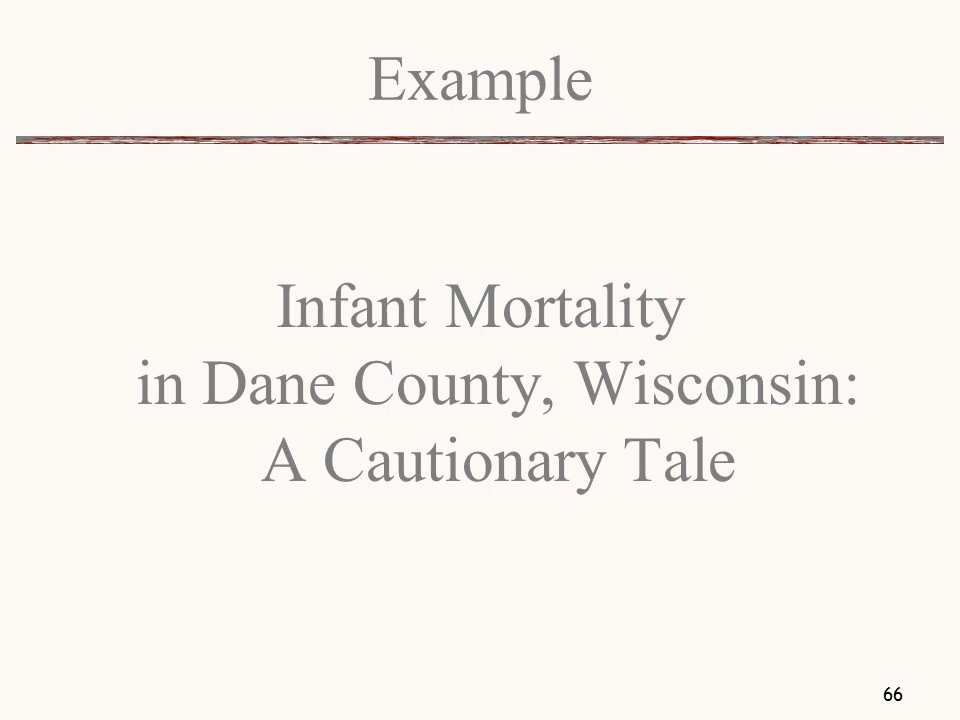 Example
Infant Mortality
in Dane County, Wisconsin:
A Cautionary Tale
66